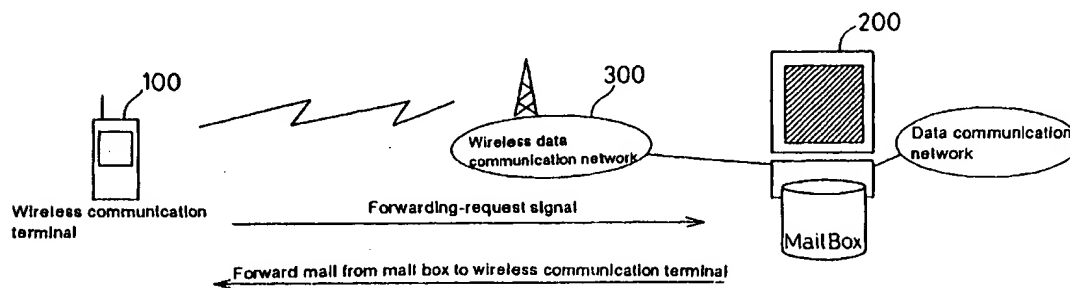 200
100
300
Wireless data
communication network
Data communication
network
Wireless communication
terminal
Forwarding-request signal
MailBox
Forward mail from mail box to wireless communication terminal